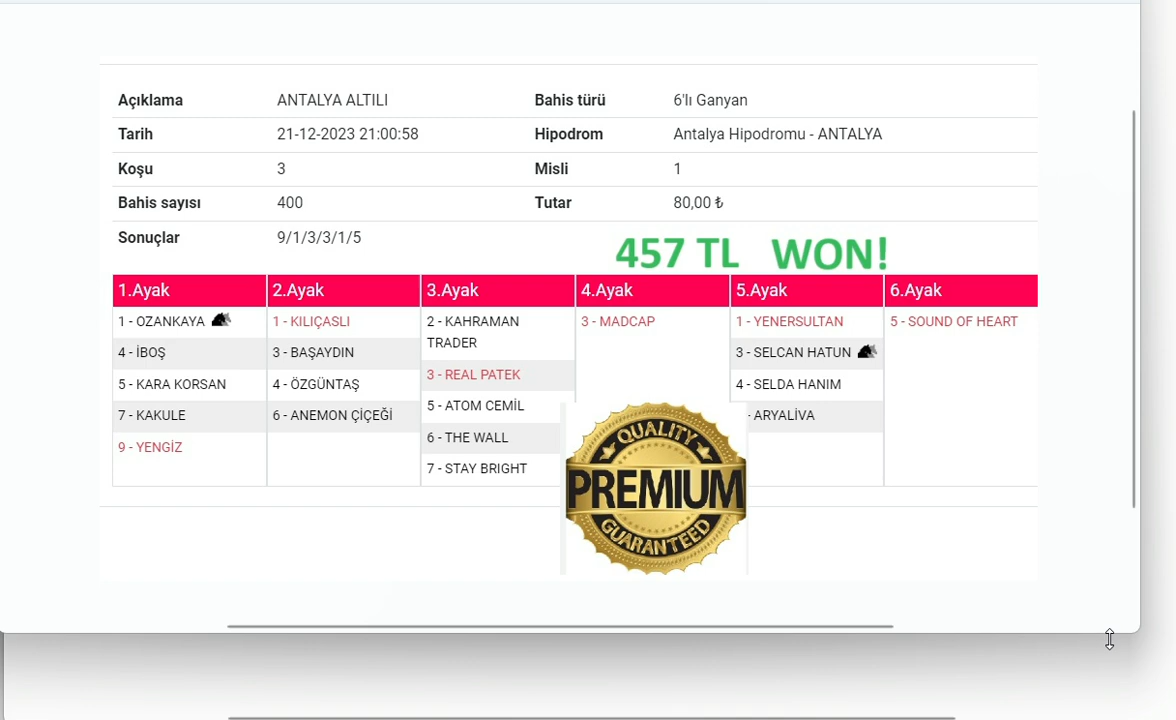 Açıklama ANTALYA ALTILI Bahis türü 6'lı Ganyan
Tarih 21-12-2023 21:00:58 Hipodrom Antalya Hipodromu - ANTALYA
Koşu 3 Misli 1
Bahis sayısı 400 Tutar 80,00 ₺
Sonuçlar 9/1/3/3/1/5
457 TL WON!
1.Ayak 2.Ayak 3.Ayak 4.Ayak 5.Ayak 6.Ayak
1 - OZANKAYA
4 - İBOŞ
5 - KARA KORSAN
7 - KAKULE
9 - YENGİZ
1 - KILIÇASLI
3 - BAŞAYDIN
4 - ÖZGÜNTAŞ
6 - ANEMON ÇİÇEĞİ
2 - KAHRAMAN
TRADER
3 - REAL PATEK
5 - ATOM CEMİL
6 - THE WALL
7 - STAY BRIGHT
3 - MADCAP
1 - YENERSULTAN
3 - SELCAN HATUN
4 - SELDA HANIM
- ARYALİVA
5 - SOUND OF HEART
QUALITY
PREMIUM
GUARANTEED